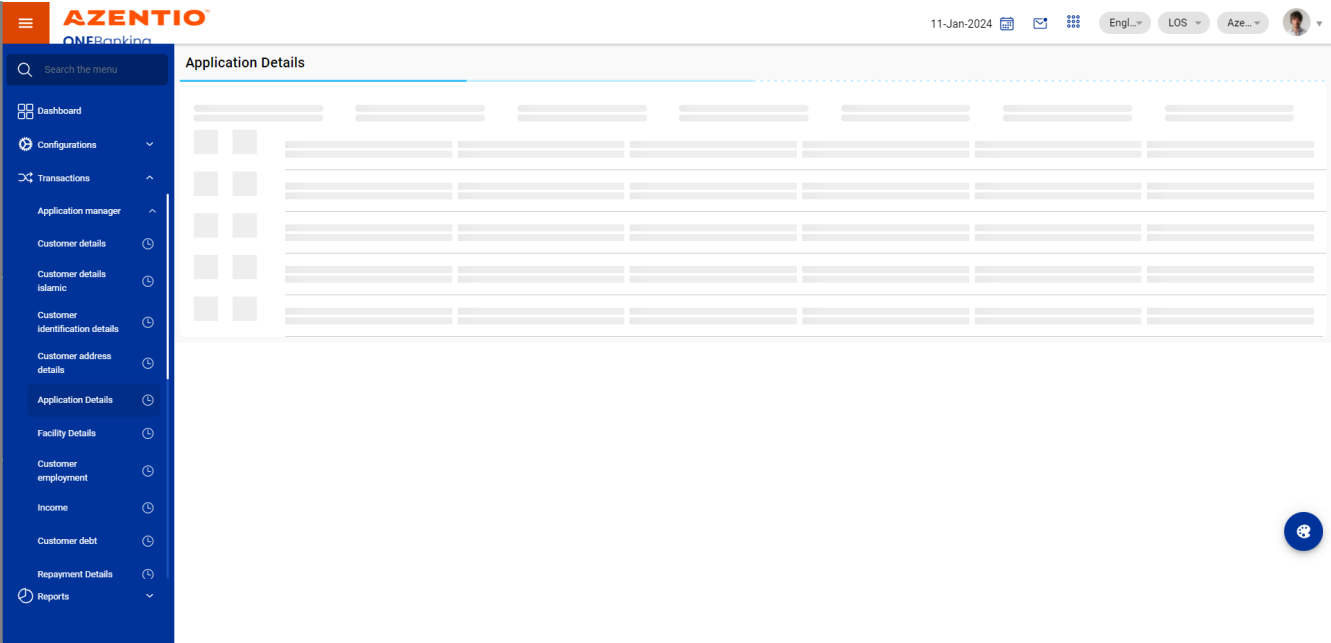 AZENTIO
ONEBanking
11-Jan-2024
Engl...
LOS
Aze...
Search the menu
Application Details
Dashboard
Configurations
Transactions
Application manager
Customer details
Customer details
islamic
Customer
identification details
Customer address
details
Application Details
Facility Details
Customer
employment
Income
Customer debt
Repayment Details
Reports